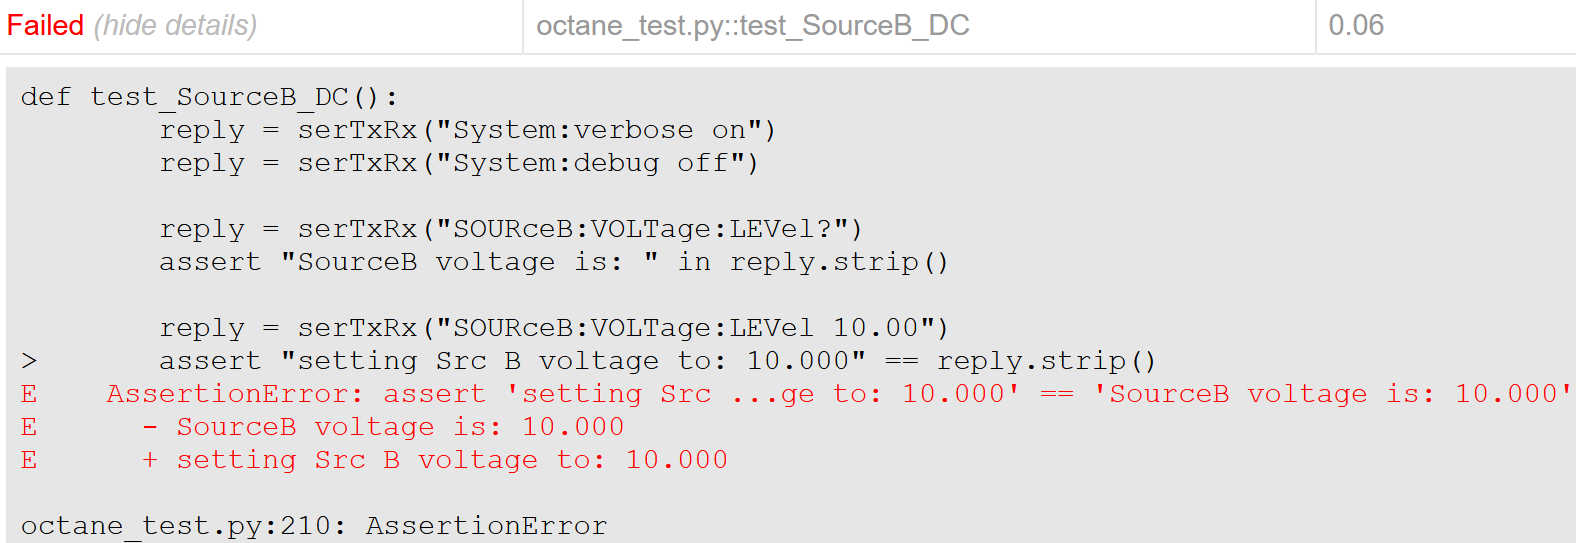 Failed (hide details) octane_test.py::test_SourceB_DC 0.06
def test_SourceB_DC():
        reply = serTxRx("System:verbose on")
        reply = serTxRx("System:debug off")

        reply = serTxRx("SOURceB:VOLTage:LEVel?")
        assert "SourceB voltage is: " in reply.strip()

        reply = serTxRx("SOURceB:VOLTage:LEVel 10.00")
>       assert "setting Src B voltage to: 10.000" == reply.strip()
E    AssertionError: assert 'setting Src ...ge to: 10.000' == 'SourceB voltage is: 10.000'
E      - SourceB voltage is: 10.000
E      + setting Src B voltage to: 10.000

octane_test.py:210: AssertionError